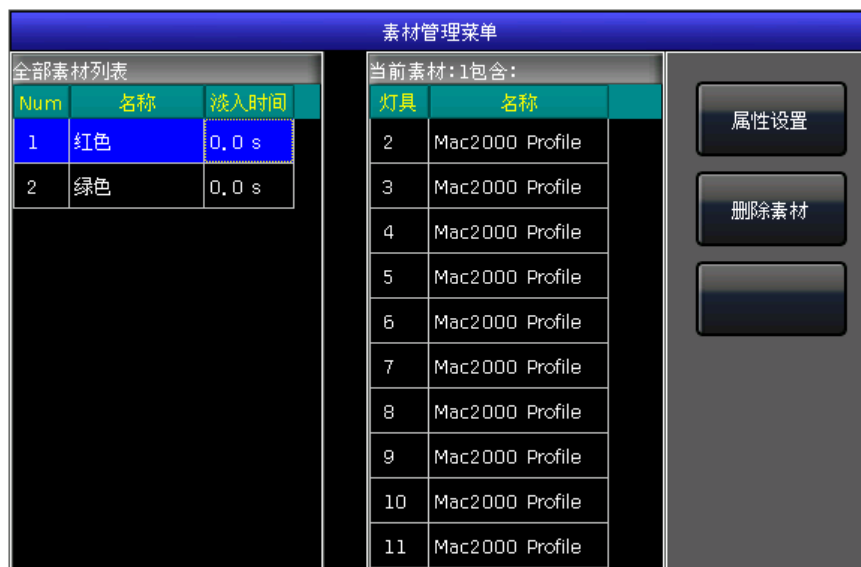 素材管理菜单
全部素材列表
Num 名称 淡入时间
1 红色 0.0 s
2 绿色 0.0 s
当前素材:1包含:
灯具 名称
2 Mac2000 Profile
3 Mac2000 Profile
4 Mac2000 Profile
5 Mac2000 Profile
6 Mac2000 Profile
7 Mac2000 Profile
8 Mac2000 Profile
9 Mac2000 Profile
10 Mac2000 Profile
11 Mac2000 Profile
属性设置
删除素材